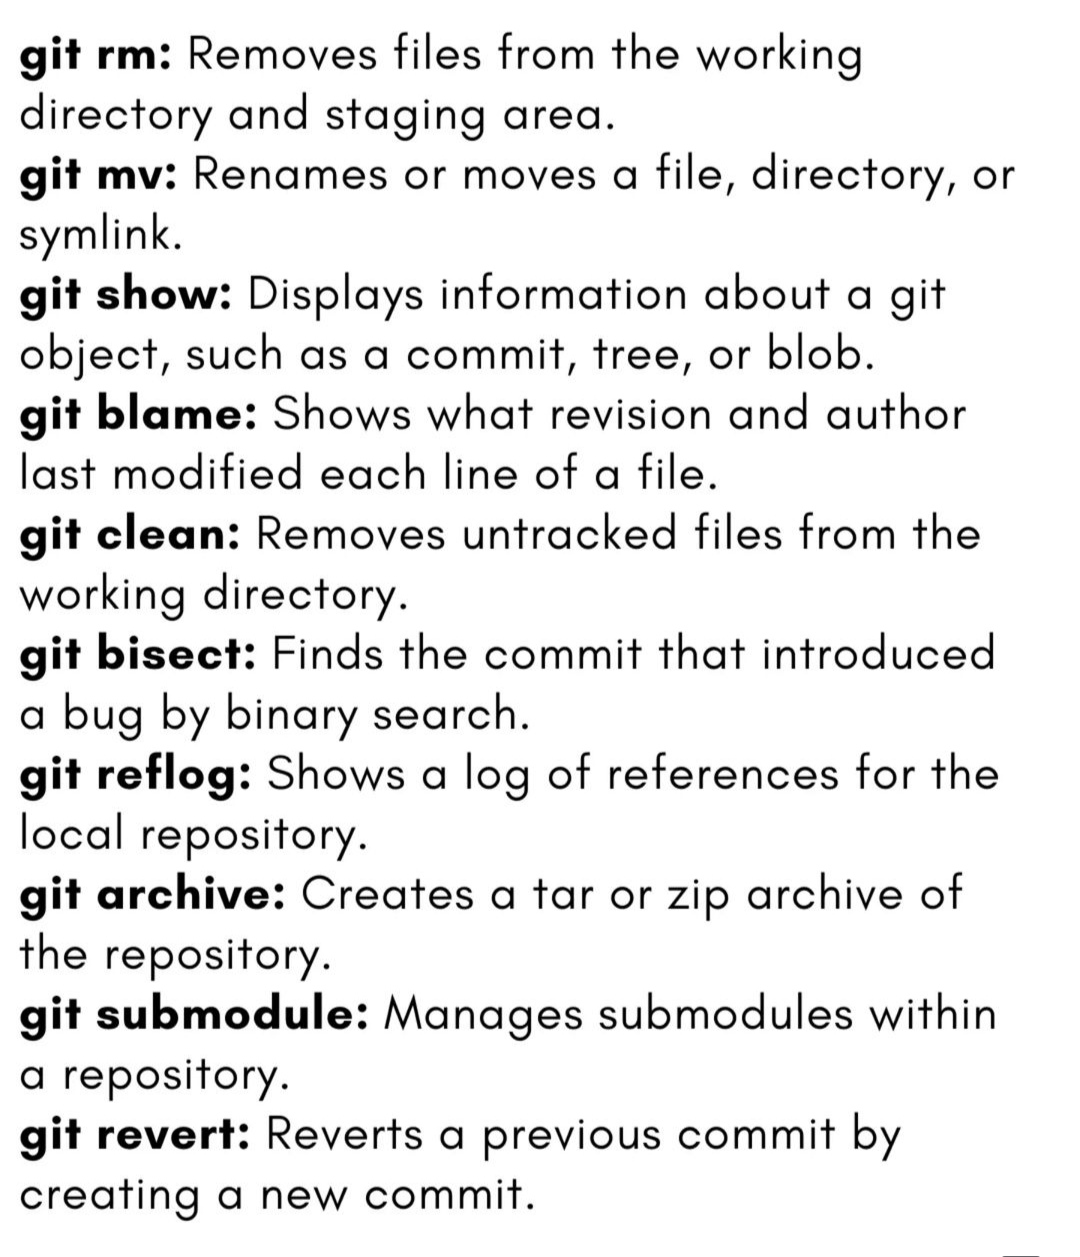 git rm: Removes files from the working
directory and staging area.
git mv: Renames or moves a file, directory, or
symlink.
git show: Displays information about a git
object, such as a commit, tree, or blob.
git blame: Shows what revision and author
last modified each line of a file.
git clean: Removes untracked files from the
working directory.
git bisect: Finds the commit that introduced
a bug by binary search.
git reflog: Shows a log of references for the
local repository.
git archive: Creates a tar or zip archive of
the repository.
git submodule: Manages submodules within
a repository.
git revert: Reverts a previous commit by
creating a new commit.